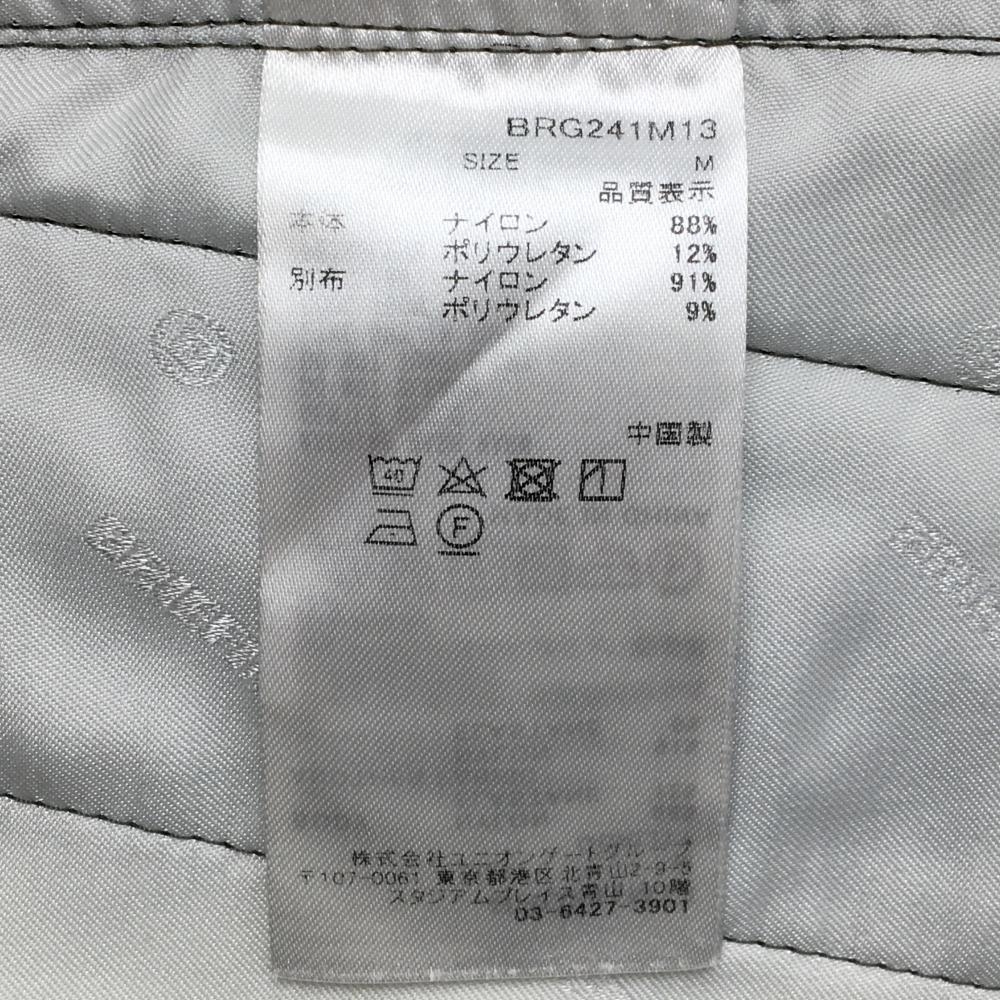 BRG241M13
SIZE M
品質表示
本体 ナイロン 88%
ポリウレタン 12%
別布 ナイロン 91%
ポリウレタン 9%
中国製
40
F
株式会社ユニオンゲートグループ
〒107-0061 東京都港区北青山2-9-5
スタジアムプレイス青山 10階
03-6427-3901